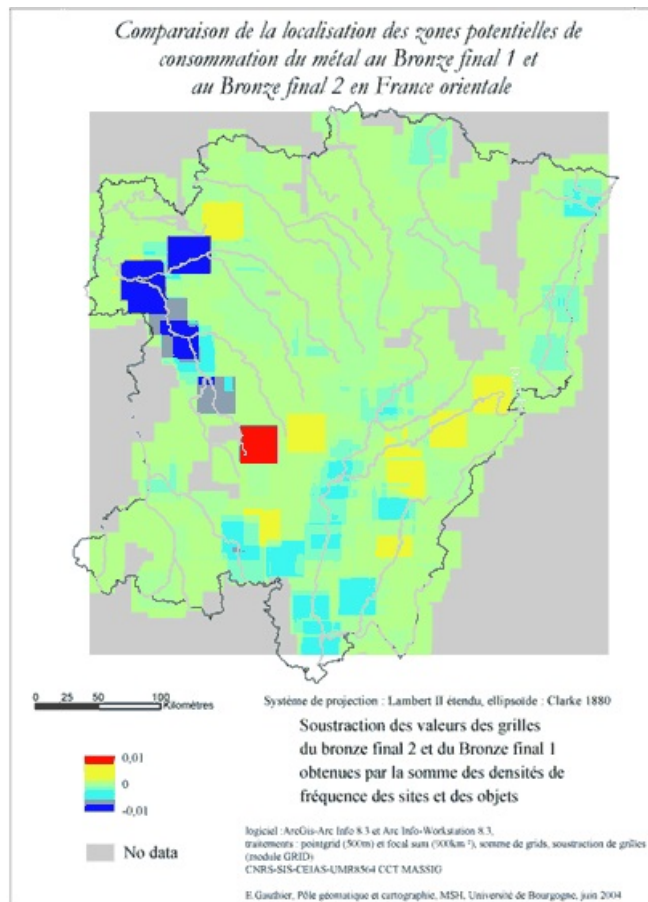 Comparaison de la localisation des zones potentielles de
consommation du métal au Bronze final 1 et
au Bronze final 2 en France orientale
0 25 50 100
Kilomètres
Système de projection : Lambert II étendu, ellipsoïde : Clarke 1880
Soustraction des valeurs des grilles
du bronze final 2 et du Bronze final 1
obtenues par la somme des densités de
fréquence des sites et des objets
0,01
0
-0,01
No data
logiciel : ArcGis-Arc Info 8.3 et Arc Info-Workstation 8.3,
traitements : pointgrid (500m) et focal sum (900km ²), somme de grids, soustraction de grilles
(module GRID)
CNRS-SIS-CEIAS-UMR8564 CCT MASSIG
E.Gauthier, Pôle géomatique et cartographie, MSH, Université de Bourgogne, juin 2004